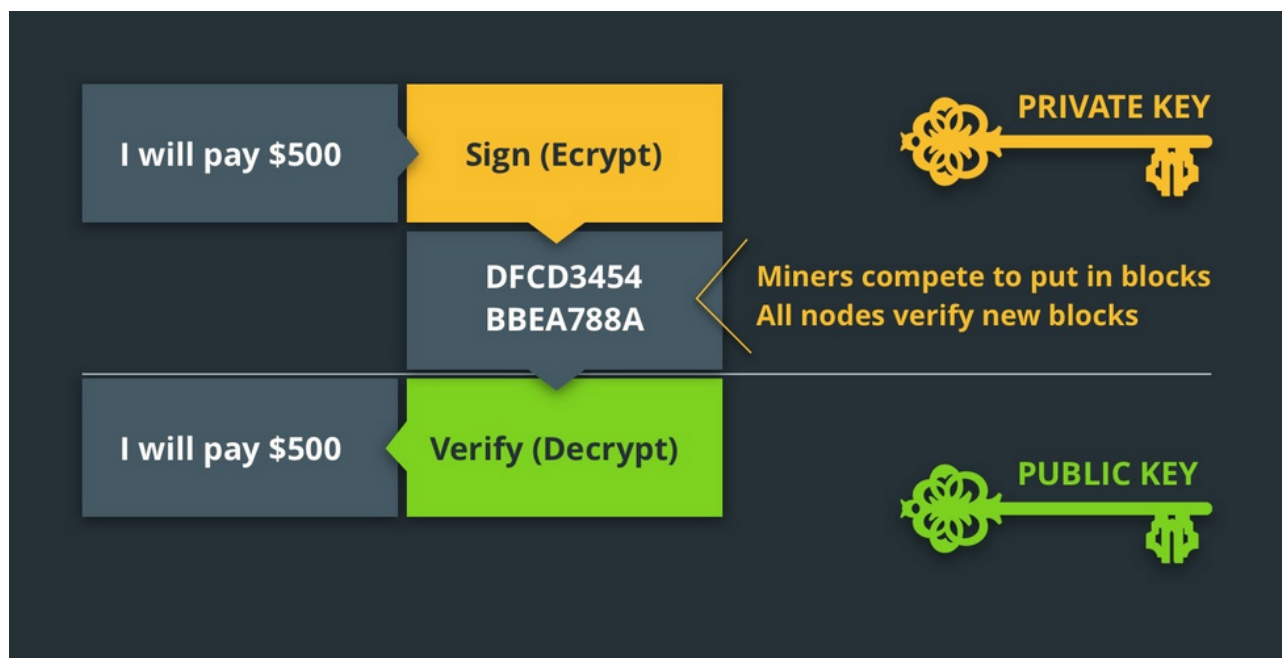 I will pay $500
Sign (Ecrypt)
PRIVATE KEY
DFCD3454
BBEA788A
Miners compete to put in blocks
All nodes verify new blocks
I will pay $500
Verify (Decrypt)
PUBLIC KEY